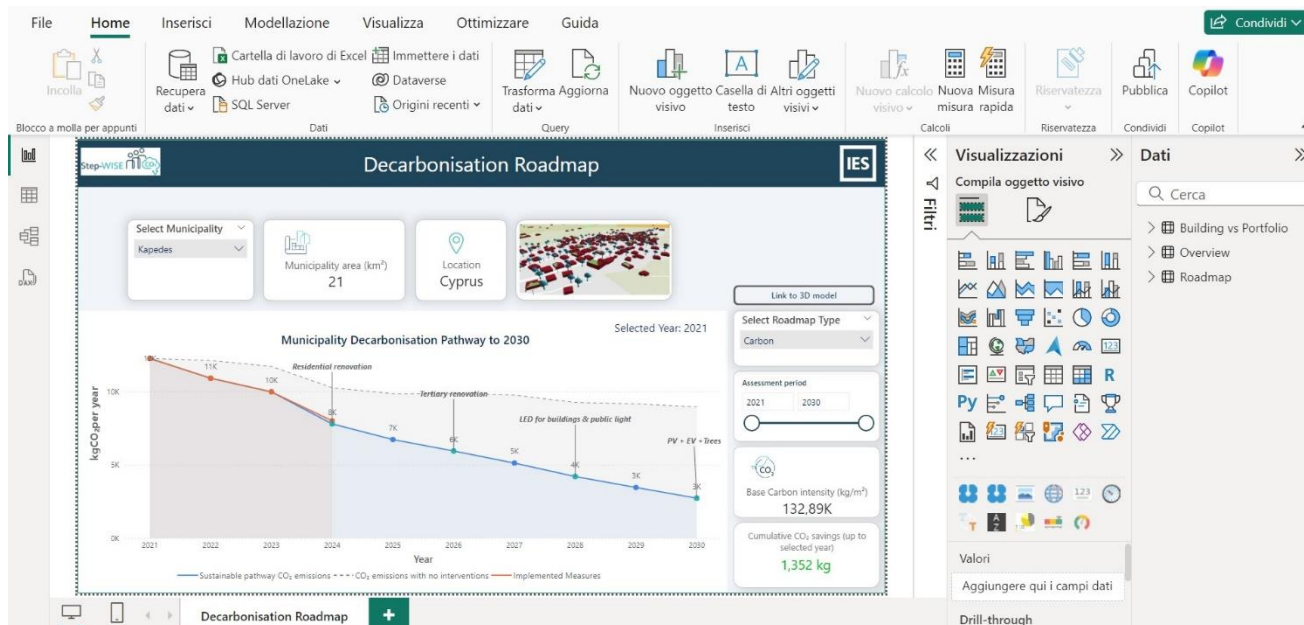 File Home Inserisci Modellazione Visualizza Ottimizzare Guida
Condividi
Incolla
Recupera dati
Cartella di lavoro di Excel
Hub dati OneLake
SQL Server
Immettere i dati
Dataverse
Origini recenti
Trasforma dati
Aggiorna
Nuovo oggetto visivo
Casella di testo
Altri oggetti visivi
Nuovo calcolo visivo
Nuova misura
Misura rapida
Riservatezza
Pubblica
Copilot
Blocco a molla per appunti
Dati
Query
Inserisci
Calcoli
Riservatezza
Condividi
Copilot
Step-WISE
Decarbonisation Roadmap
IES
Select Municipality
Kapedes
Municipality area (km²)
21
Location
Cyprus
Link to 3D model
Municipality Decarbonisation Pathway to 2030
Selected Year: 2021
kgCO₂per year
10K
5K
0K
11K
10K
8K
7K
6K
5K
4K
3K
3K
Residential renovation
Tertiary renovation
LED for buildings & public light
PV + EV + Trees
2021 2022 2023 2024 2025 2026 2027 2028 2029 2030
Year
Sustainable pathway CO₂ emissions
CO₂ emissions with no interventions
Implemented Measures
Select Roadmap Type
Carbon
Assessment period
2021 2030
CO₂
Base Carbon intensity (kg/m²)
132,89K
Cumulative CO₂ savings (up to
selected year)
1,352 kg
Filtri
Visualizzazioni
Compila oggetto visivo
123
R
Py
123
...
123
Valori
Aggiungere qui i campi dati
Drill-through
Dati
Cerca
Building vs Portfolio
Overview
Roadmap
Decarbonisation Roadmap
+